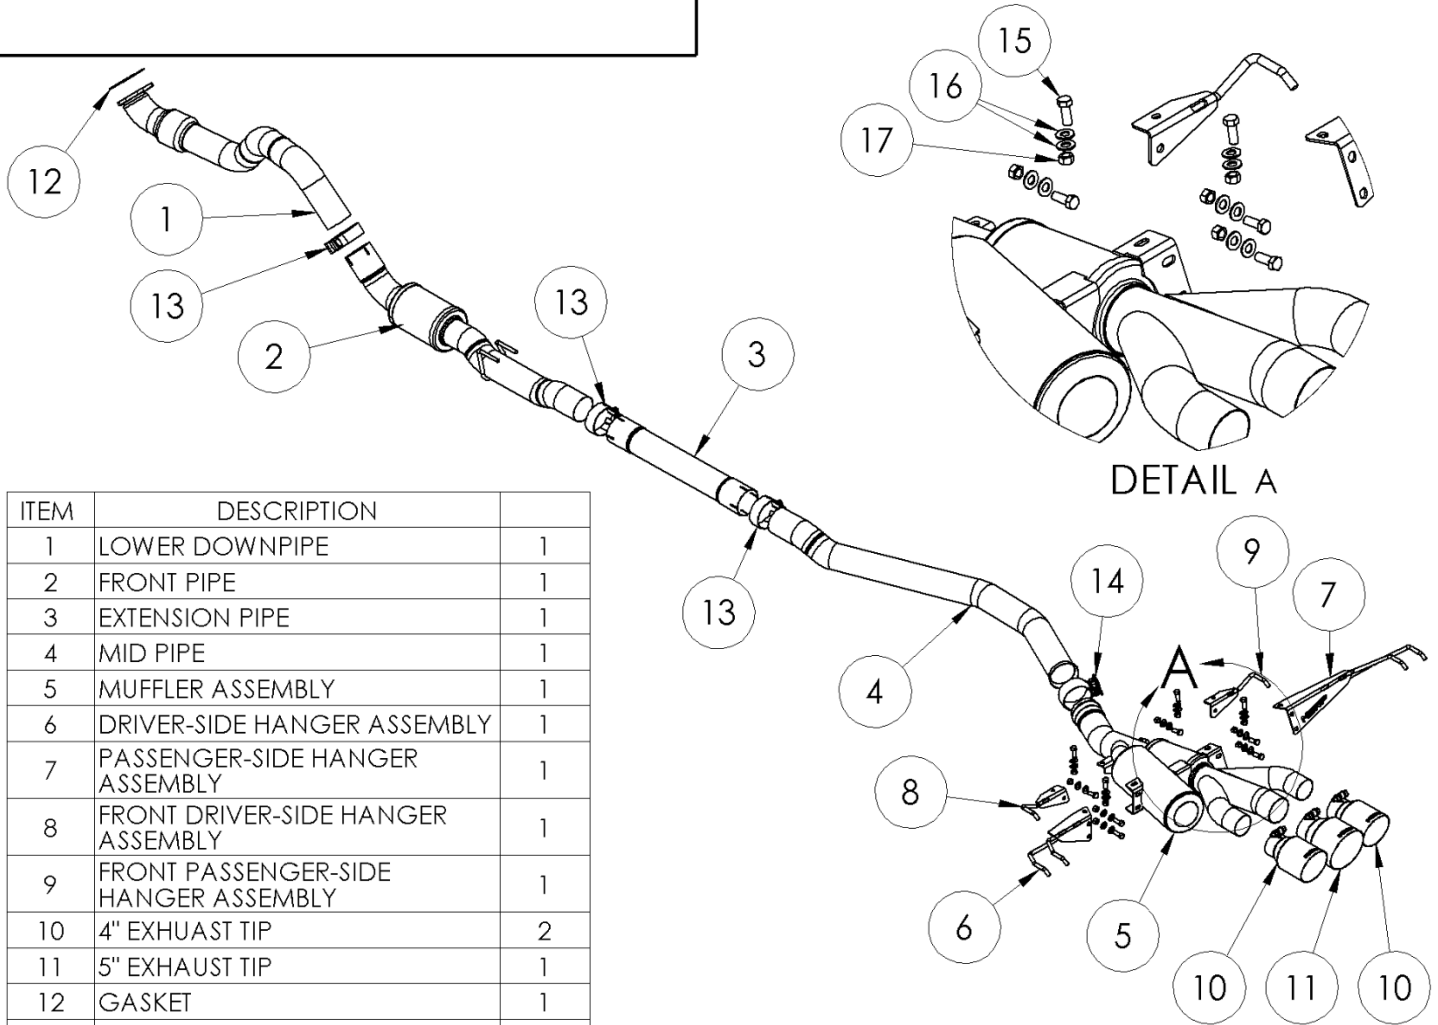 15
16
17
12
1
13
2
13
3
13
4
14
DETAIL A
9
7
A
8
6
5
10
11
10
ITEM DESCRIPTION
1 LOWER DOWNPIPE 1
2 FRONT PIPE 1
3 EXTENSION PIPE 1
4 MID PIPE 1
5 MUFFLER ASSEMBLY 1
6 DRIVER-SIDE HANGER ASSEMBLY 1
7 PASSENGER-SIDE HANGER
ASSEMBLY 1
8 FRONT DRIVER-SIDE HANGER
ASSEMBLY 1
9 FRONT PASSENGER-SIDE
HANGER ASSEMBLY 1
10 4" EXHUAST TIP 2
11 5" EXHAUST TIP 1
12 GASKET 1